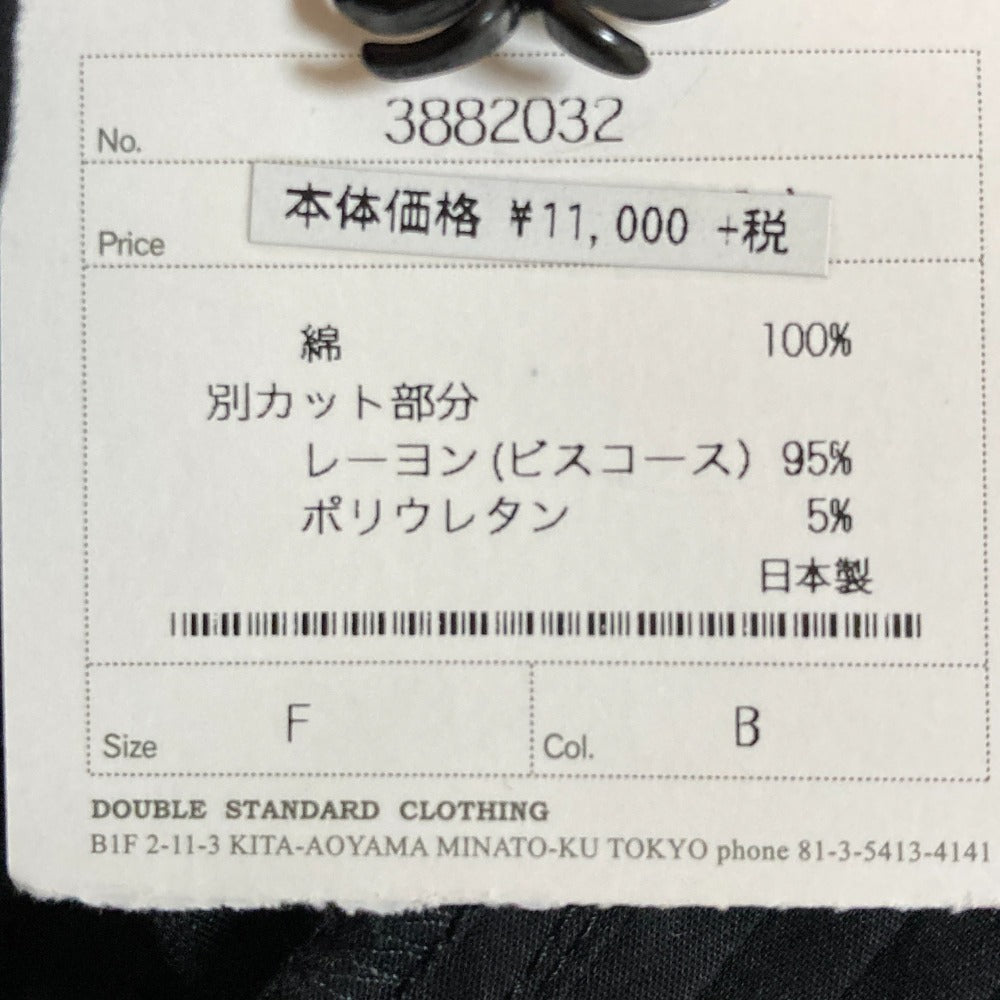 No. 3882032
Price 本体価格 ¥11,000 +税
綿 100%
別カット部分
レーヨン(ビスコース) 95%
ポリウレタン 5%
日本製
Size F Col. B
DOUBLE STANDARD CLOTHING
B1F 2-11-3 KITA-AOYAMA MINATO-KU TOKYO phone 81-3-5413-4141